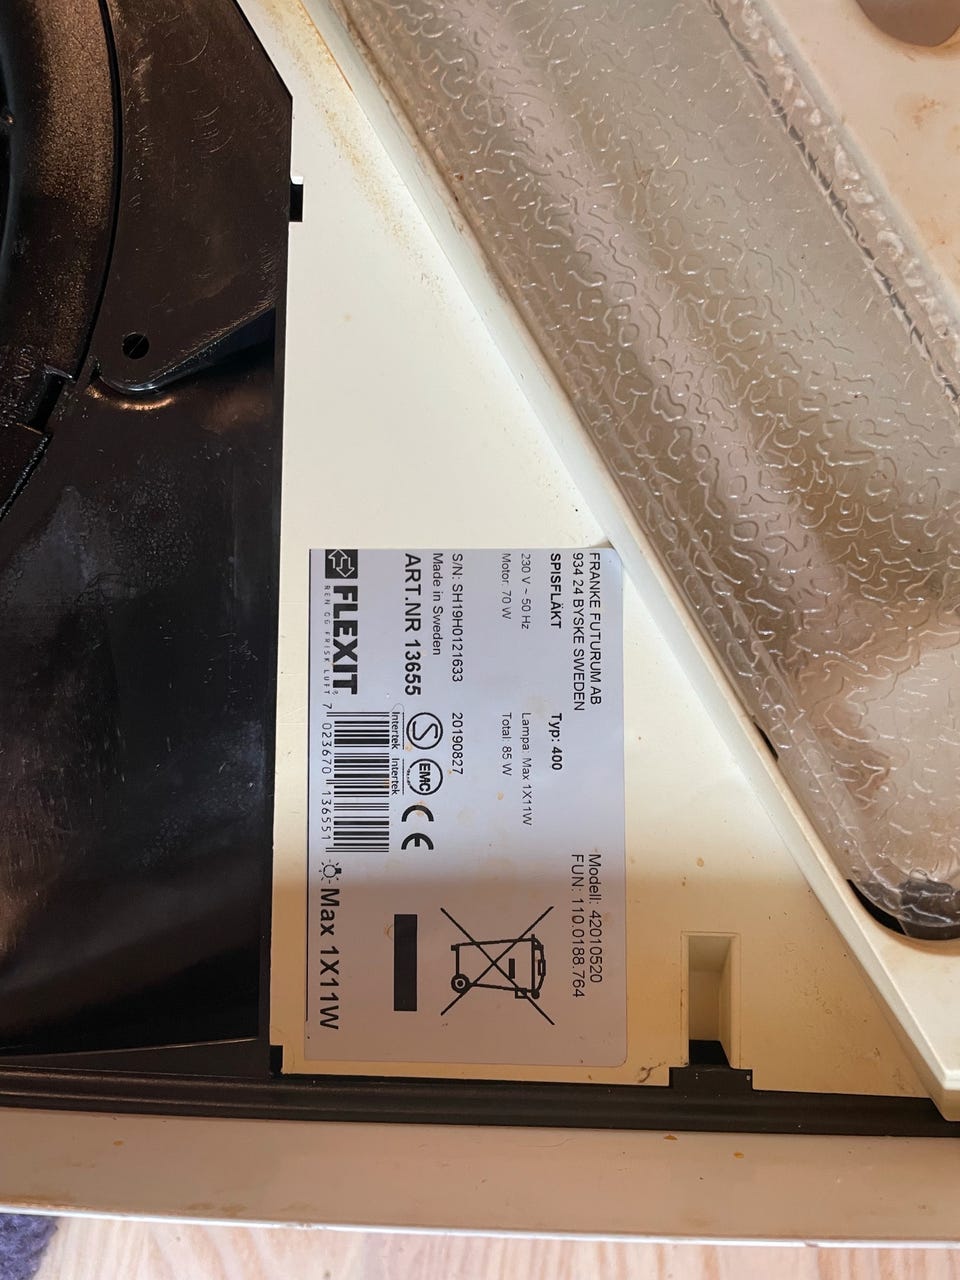 FRANKE FUTURUM AB
934 24 BYSKE SWEDEN
Modell: 42010520
FUN: 110.0188.764
SPISFLÄKT
Typ: 400
230 V ~ 50 Hz
Lampa: Max 1X11W
Motor: 70 W
Total: 85 W
S/N: SH19H0121633
20190827
Made in Sweden
ART.NR 13655
S
EMC
CE
Intertek
Intertek
FLEXIT
REN OG FRISK LUFT
7 023670 136551
Max 1X11W